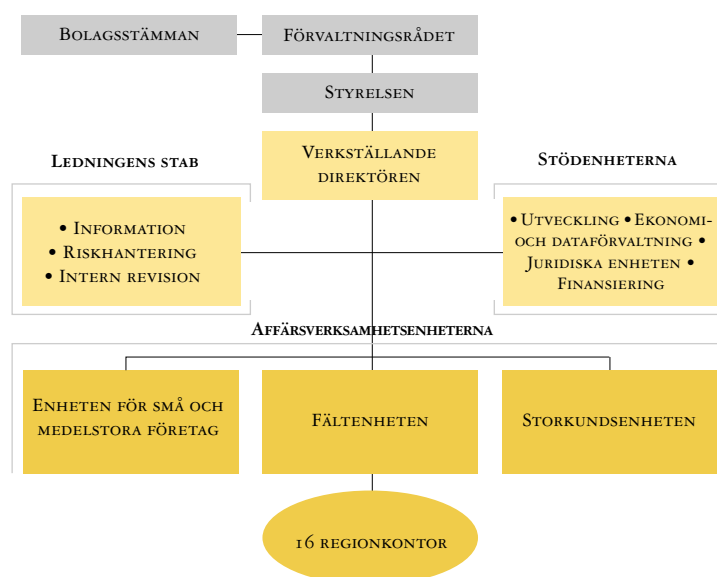 Bolagsstämman
Förvaltningsrådet
Styrelsen
Verkställande
direktören
Ledningens stab
• Information
• Riskhantering
• Intern revision
Stödenheterna
• Utveckling • Ekonomi-
och dataförvaltning •
Juridiska enheten •
Finansiering
Affärsverksamhetsenheterna
Enheten för små och
medelstora företag
Fältenheten
Storkundsenheten
16 regionkontor